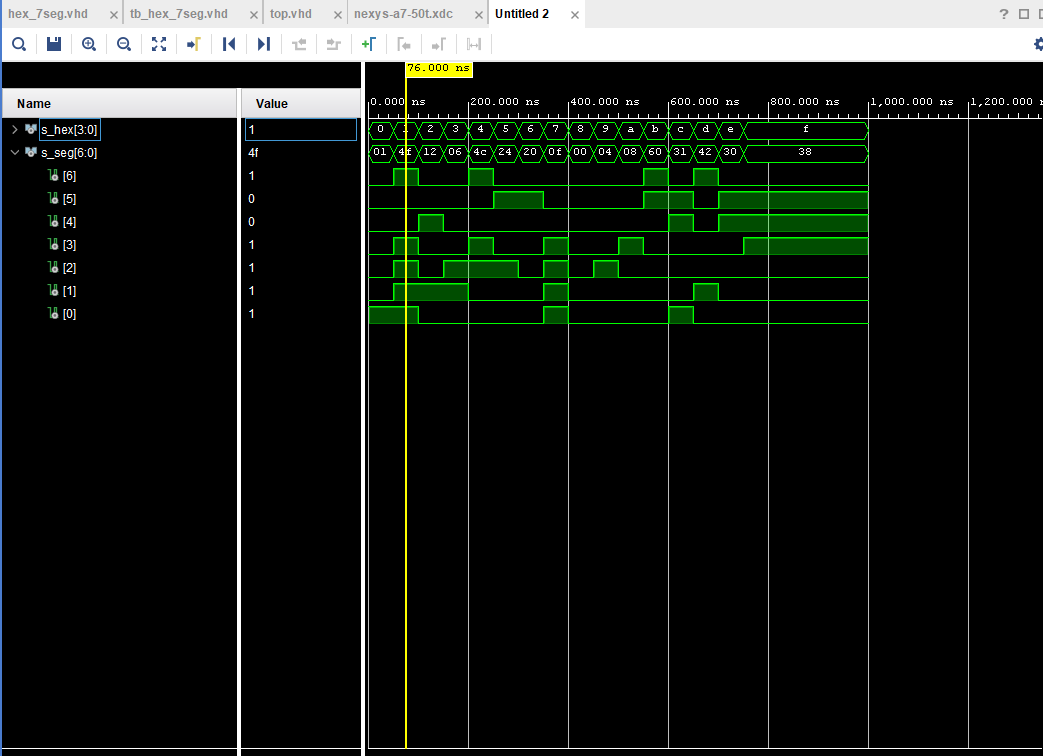 hex_7seg.vhd tb_hex_7seg.vhd top.vhd nexys-a7-50t.xdc Untitled 2 ?
76.000 ns
Name Value
0.000 ns 200.000 ns 400.000 ns 600.000 ns 800.000 ns 1,000.000 ns 1,200.000
s_hex[3:0] 1 0 1 2 3 4 5 6 7 8 9 a b c d e f
s_seg[6:0] 4f 01 4f 12 06 4c 24 20 0f 00 04 08 60 31 42 30 38
[6] 1
[5] 0
[4] 0
[3] 1
[2] 1
[1] 1
[0] 1